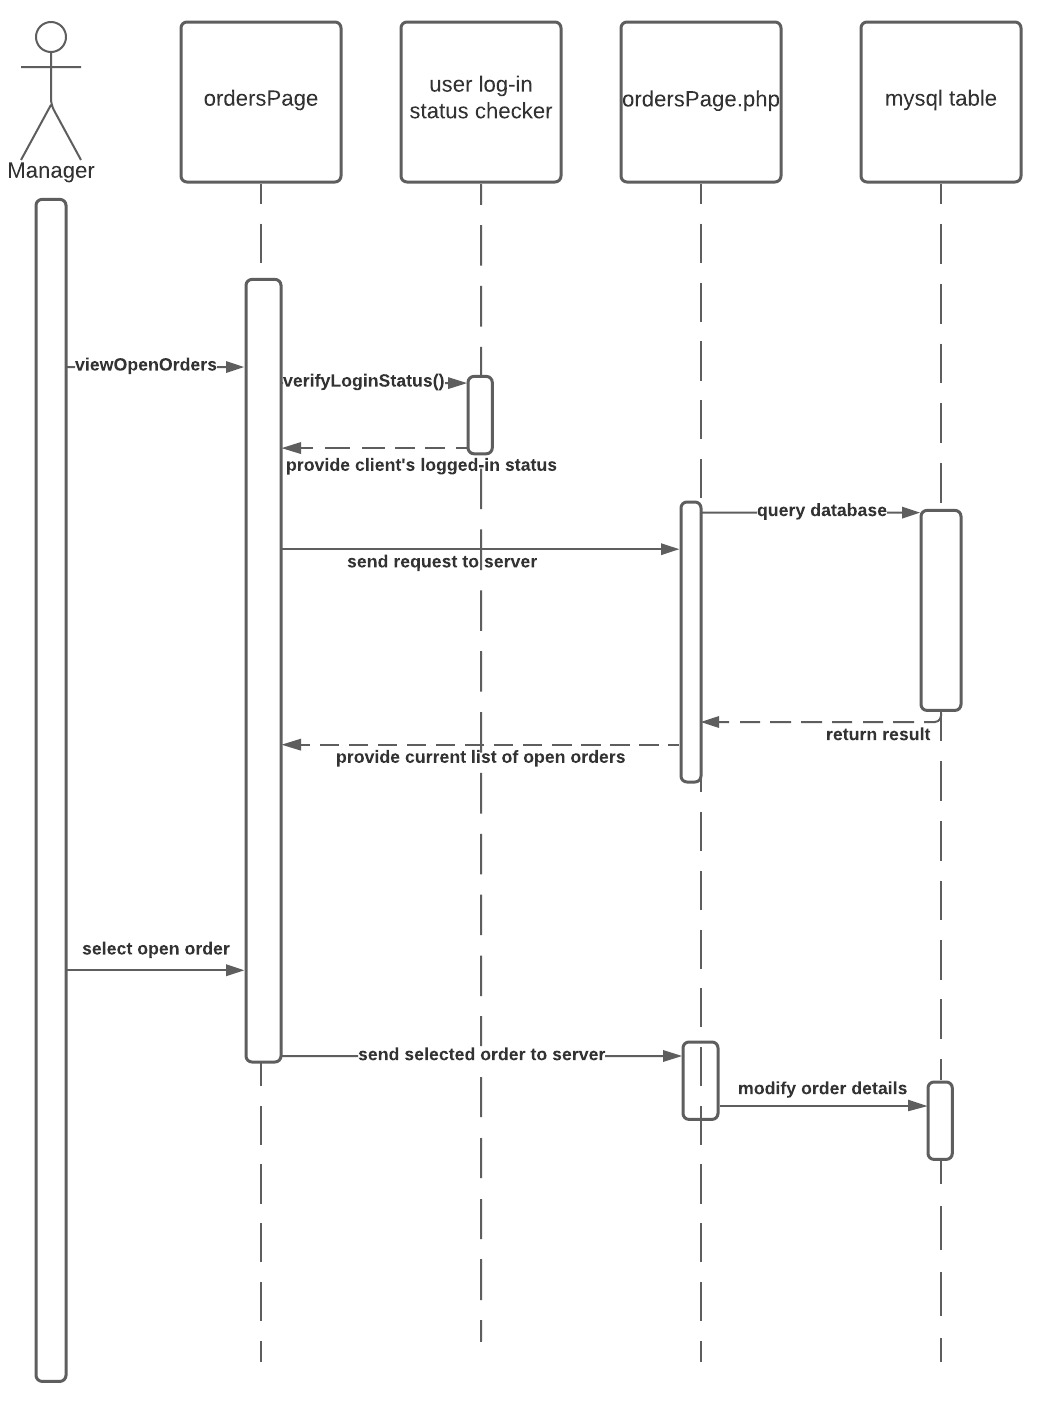 Manager
ordersPage
user log-in
status checker
ordersPage.php
mysql table
viewOpenOrders
verifyLoginStatus()
provide client's logged-in status
query database
send request to server
return result
provide current list of open orders
select open order
send selected order to server
modify order details